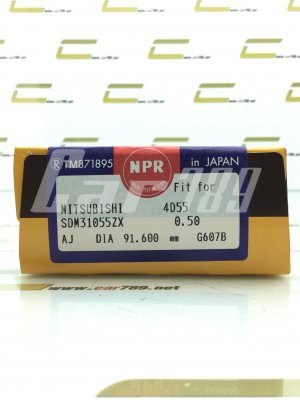 ® TM871895 NPR in JAPAN
Fit for
MITSUBISHI 4D55
SDM31055ZX 0.50
AJ DIA 91.600 mm G607B
Car789
www.car789.net